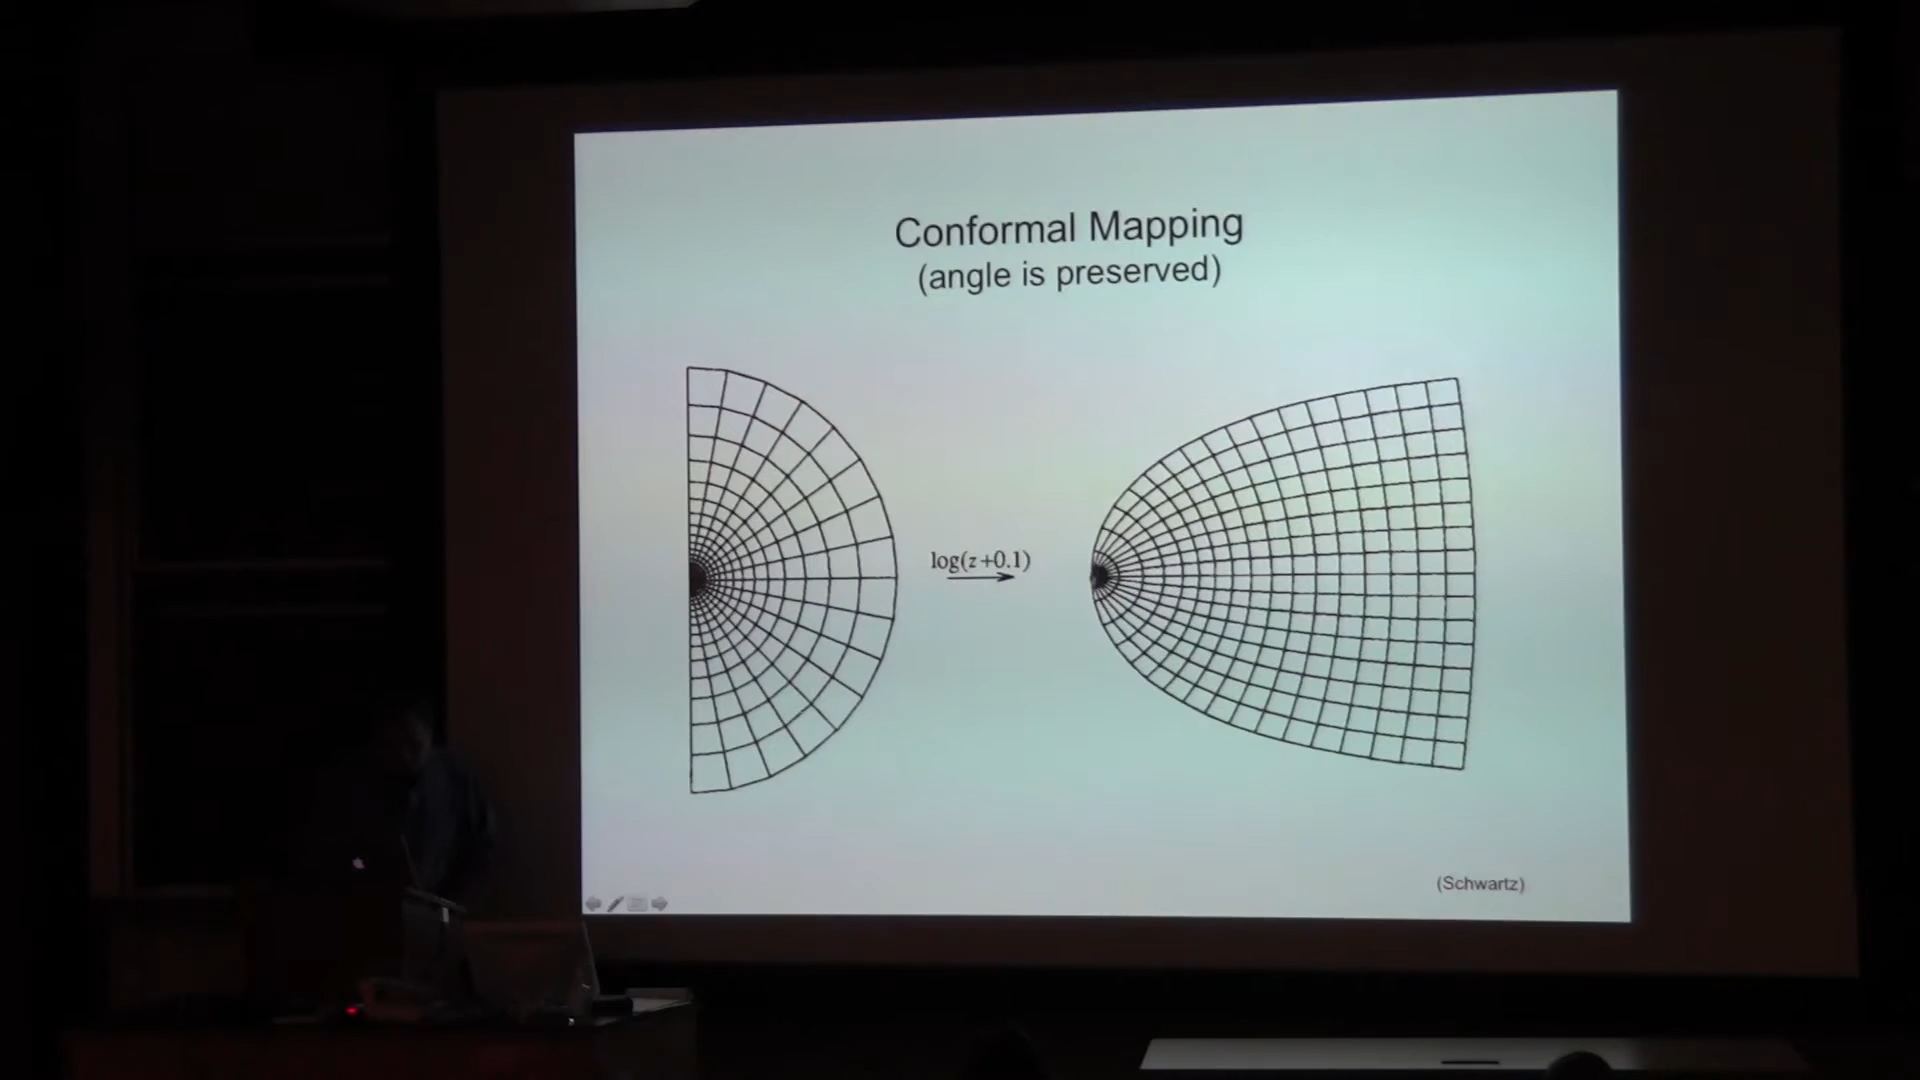 Conformal Mapping
(angle is preserved)
log(z+0.1)
(Schwartz)